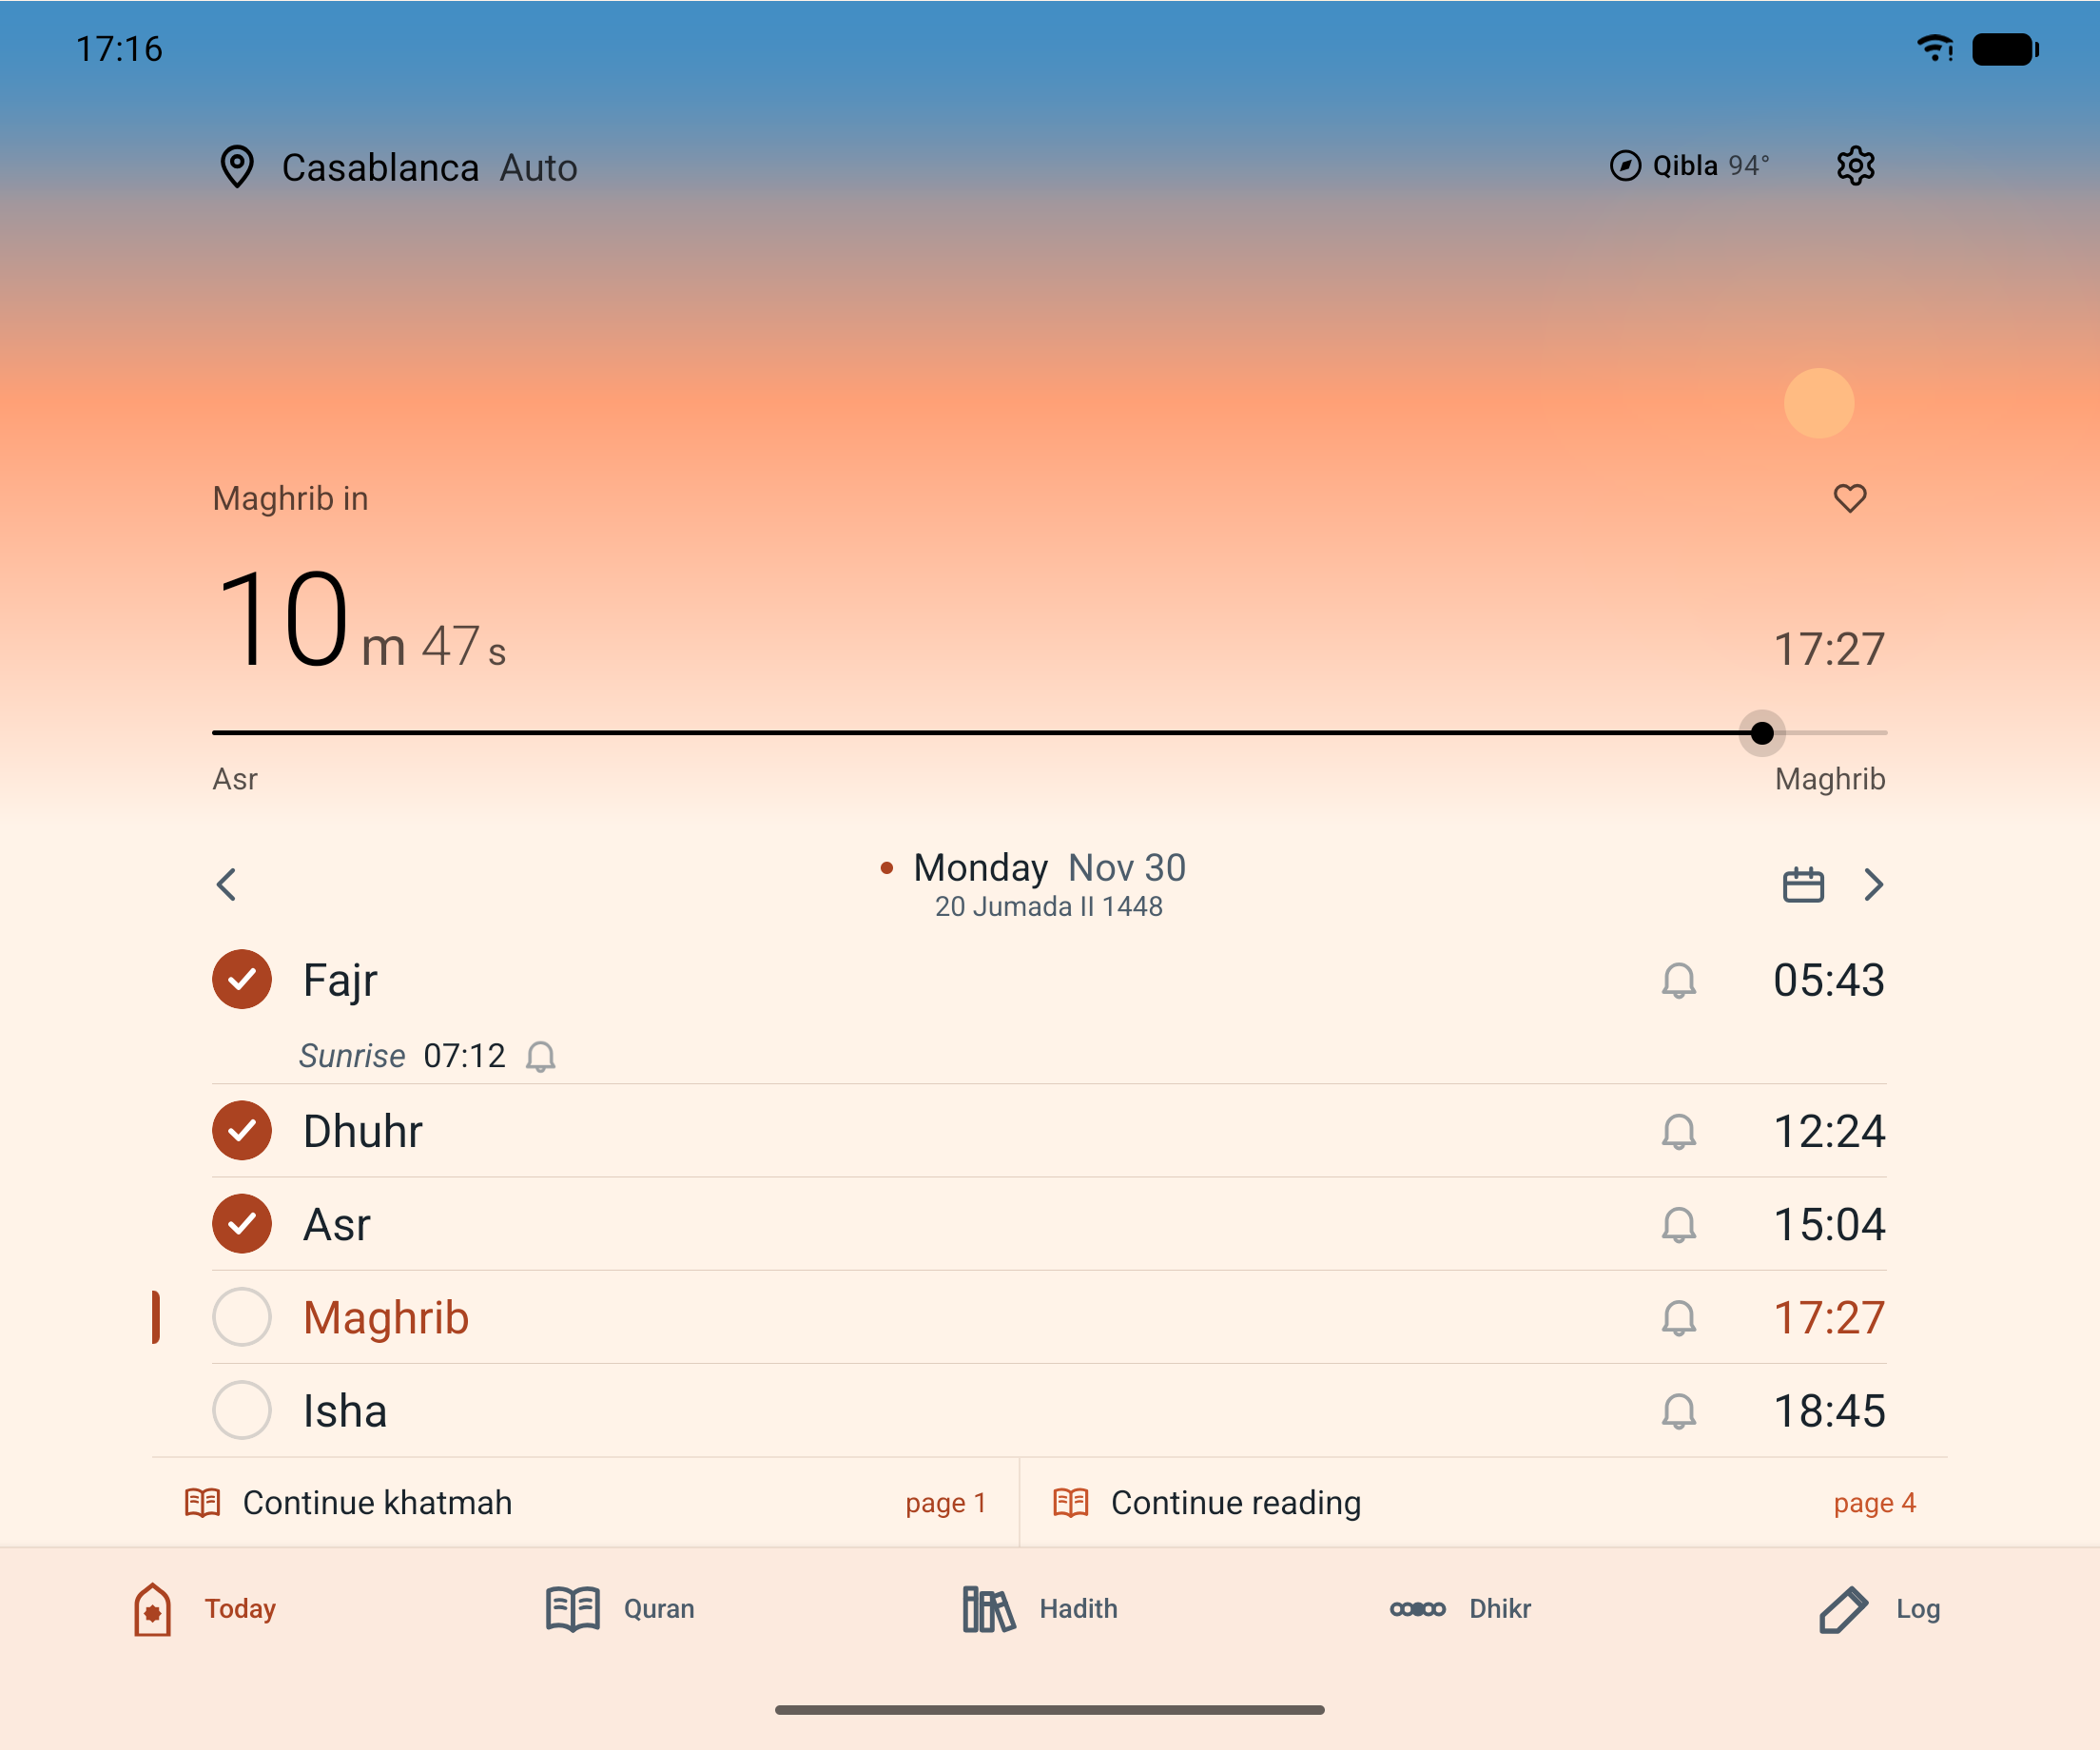 17:16
Casablanca Auto
Qibla 94°
Maghrib in
10 m 47 s
17:27
Asr
Maghrib
Monday Nov 30
20 Jumada II 1448
Fajr 05:43
Sunrise 07:12
Dhuhr 12:24
Asr 15:04
Maghrib 17:27
Isha 18:45
Continue khatmah page 1
Continue reading page 4
Today
Quran
Hadith
Dhikr
Log